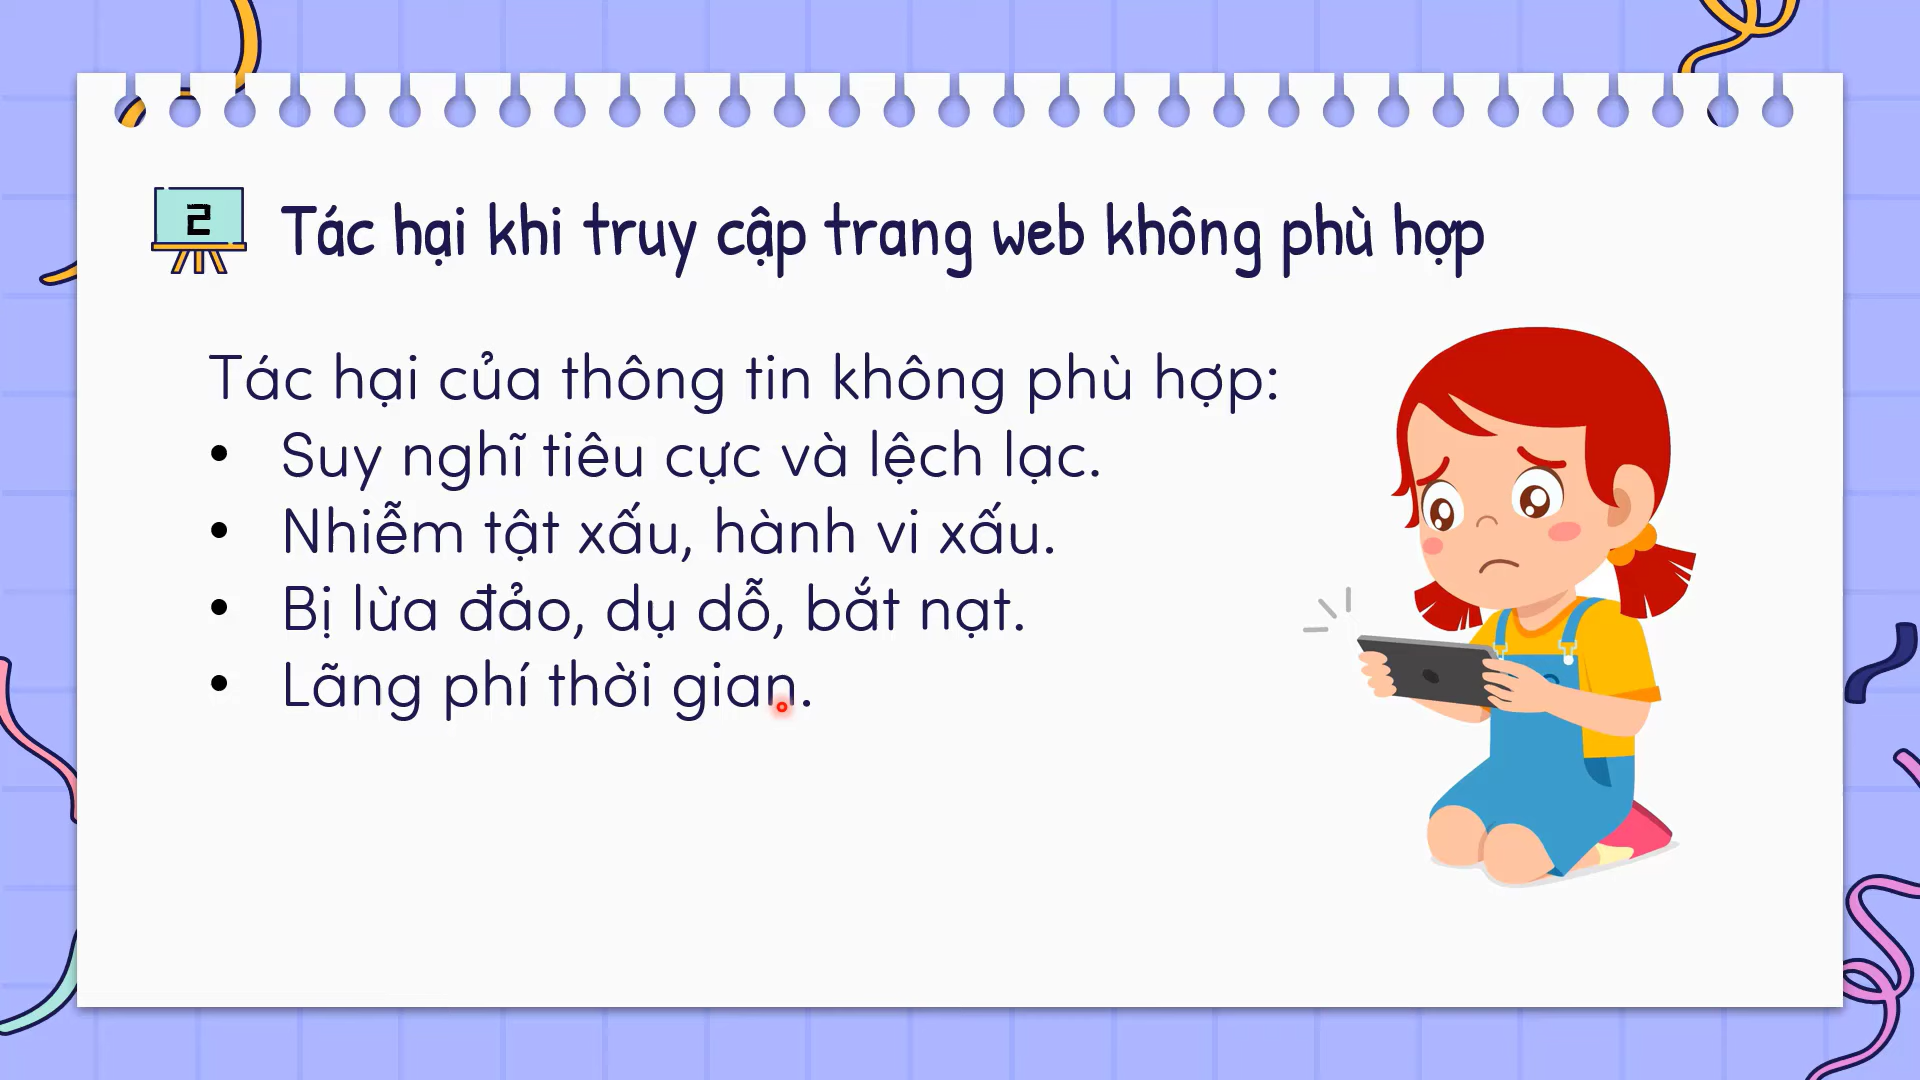 2
Tác hại khi truy cập trang web không phù hợp
Tác hại của thông tin không phù hợp:
• Suy nghĩ tiêu cực và lệch lạc.
• Nhiễm tật xấu, hành vi xấu.
• Bị lừa đảo, dụ dỗ, bắt nạt.
• Lãng phí thời gian.